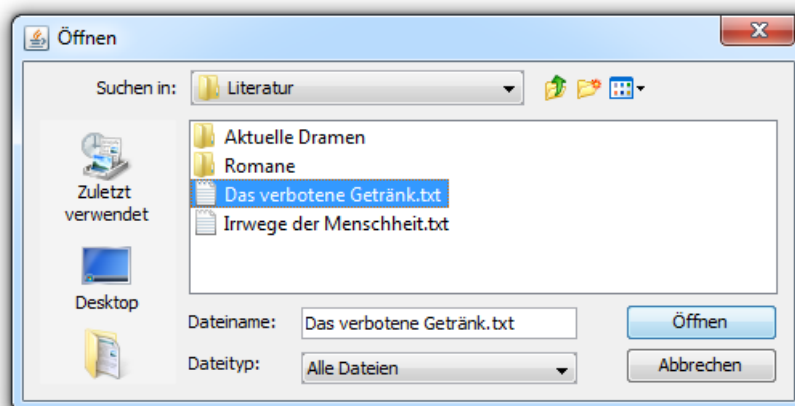 Öffnen
Suchen in: Literatur
Aktuelle Dramen
Romane
Das verbotene Getränk.txt
Irrwege der Menschheit.txt
Zuletzt
verwendet
Desktop
Dateiname: Das verbotene Getränk.txt Öffnen
Dateityp: Alle Dateien Abbrechen